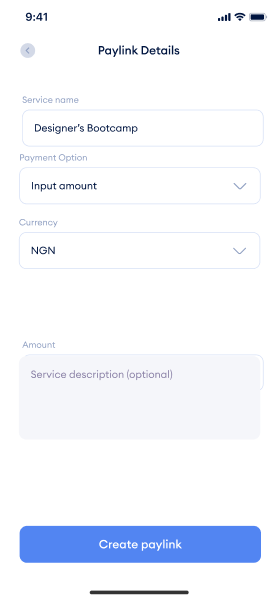 9:41
Paylink Details
Service name
Designer's Bootcamp
Payment Option
Input amount
Currency
NGN
Amount
Service description (optional)
Create paylink